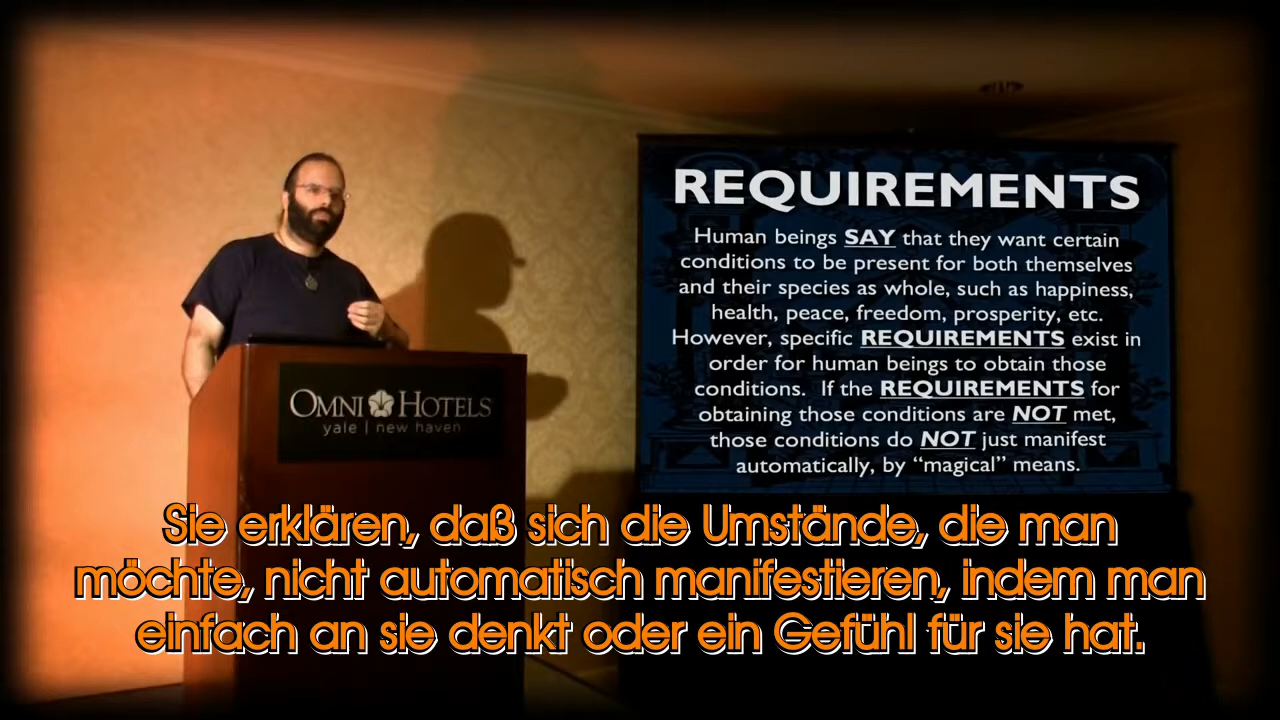 REQUIREMENTS
Human beings SAY that they want certain
conditions to be present for both themselves
and their species as whole, such as happiness,
health, peace, freedom, prosperity, etc.
However, specific REQUIREMENTS exist in
order for human beings to obtain those
conditions. If the REQUIREMENTS for
obtaining those conditions are NOT met,
those conditions do NOT just manifest
automatically, by “magical” means.
OMNI HOTELS
yale | new haven
Sie erklären, daß sich die Umstände, die man
möchte, nicht automatisch manifestieren, indem man
einfach an sie denkt oder ein Gefühl für sie hat.